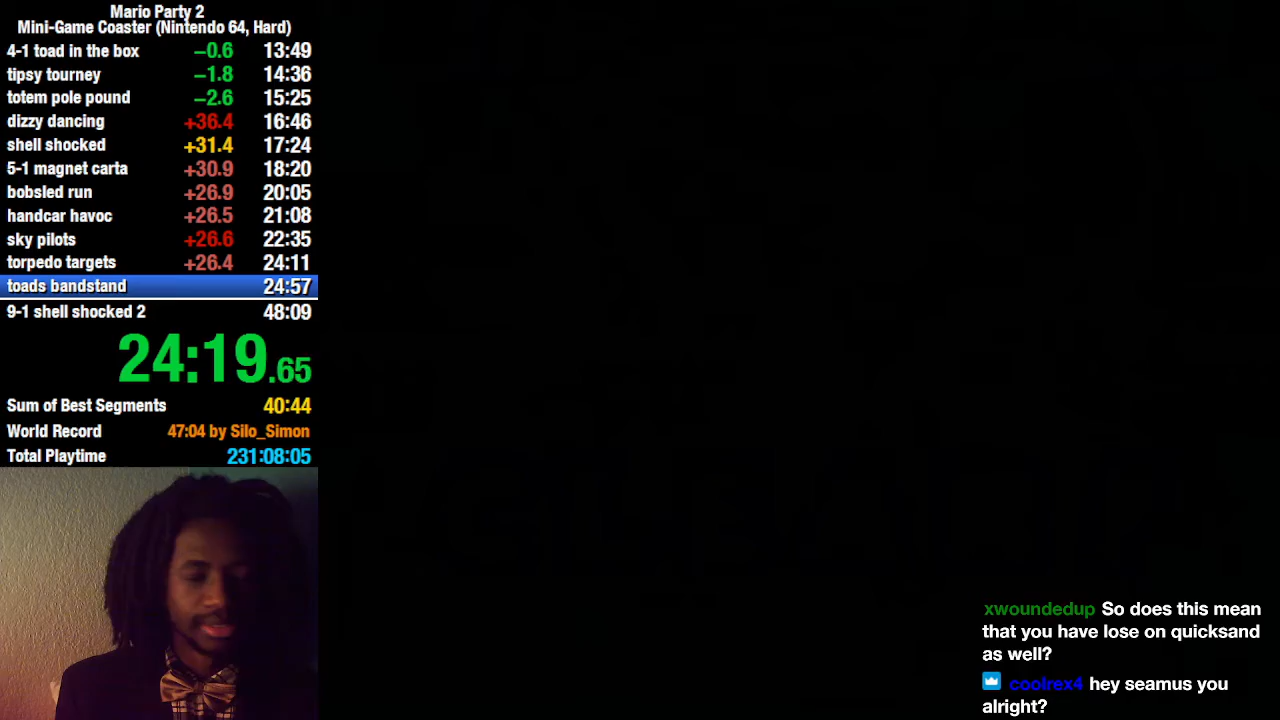 Mario Party 2
Mini-Game Coaster (Nintendo 64, Hard)
4-1 toad in the box −0.6 13:49
tipsy tourney −1.8 14:36
totem pole pound −2.6 15:25
dizzy dancing +36.4 16:46
shell shocked +31.4 17:24
5-1 magnet carta +30.9 18:20
bobsled run +26.9 20:05
handcar havoc +26.5 21:08
sky pilots +26.6 22:35
torpedo targets +26.4 24:11
toads bandstand 24:57
9-1 shell shocked 2 48:09
24:19.65
Sum of Best Segments 40:44
World Record 47:04 by Silo_Simon
Total Playtime 231:08:05
xwoundedup So does this mean
that you have lose on quicksand
as well?
coolrex4 hey seamus you
alright?